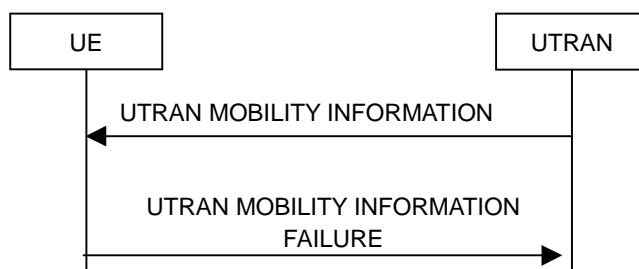 UE
UTRAN
UTRAN MOBILITY INFORMATION
UTRAN MOBILITY INFORMATION
FAILURE